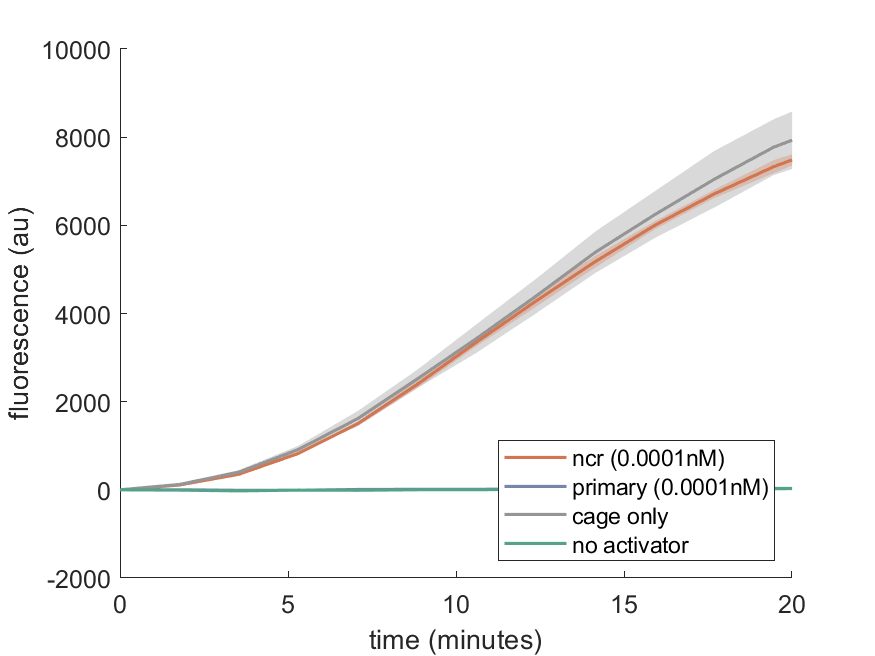 10000
8000
6000
4000
2000
0
-2000
fluorescence (au)
0
5
10
15
20
time (minutes)
ncr (0.0001nM)
primary (0.0001nM)
cage only
no activator